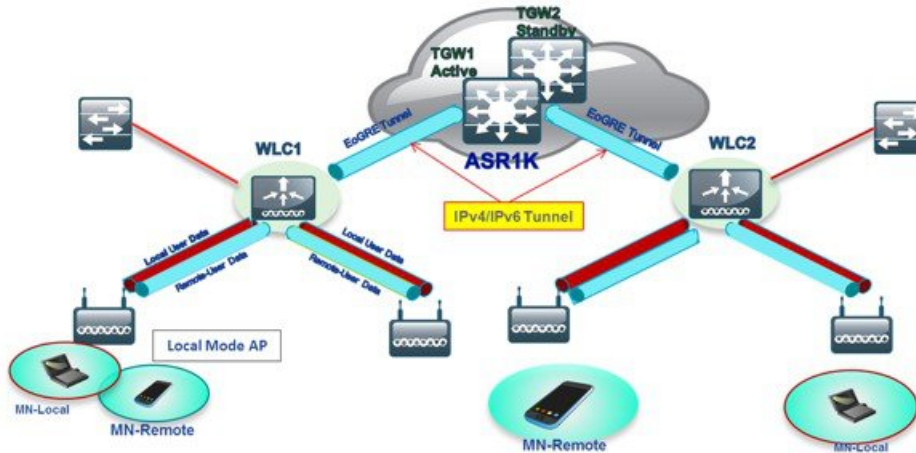 TGW2
Standby
TGW1
Active
EoGRE Tunnel
EoGRE Tunnel
WLC1
ASR1K
WLC2
IPv4/IPv6 Tunnel
Local User Data
Remote-User Data
Local User Data
Remote-User Data
Local Mode AP
MN-Local
MN-Remote
MN-Remote
MN-Local